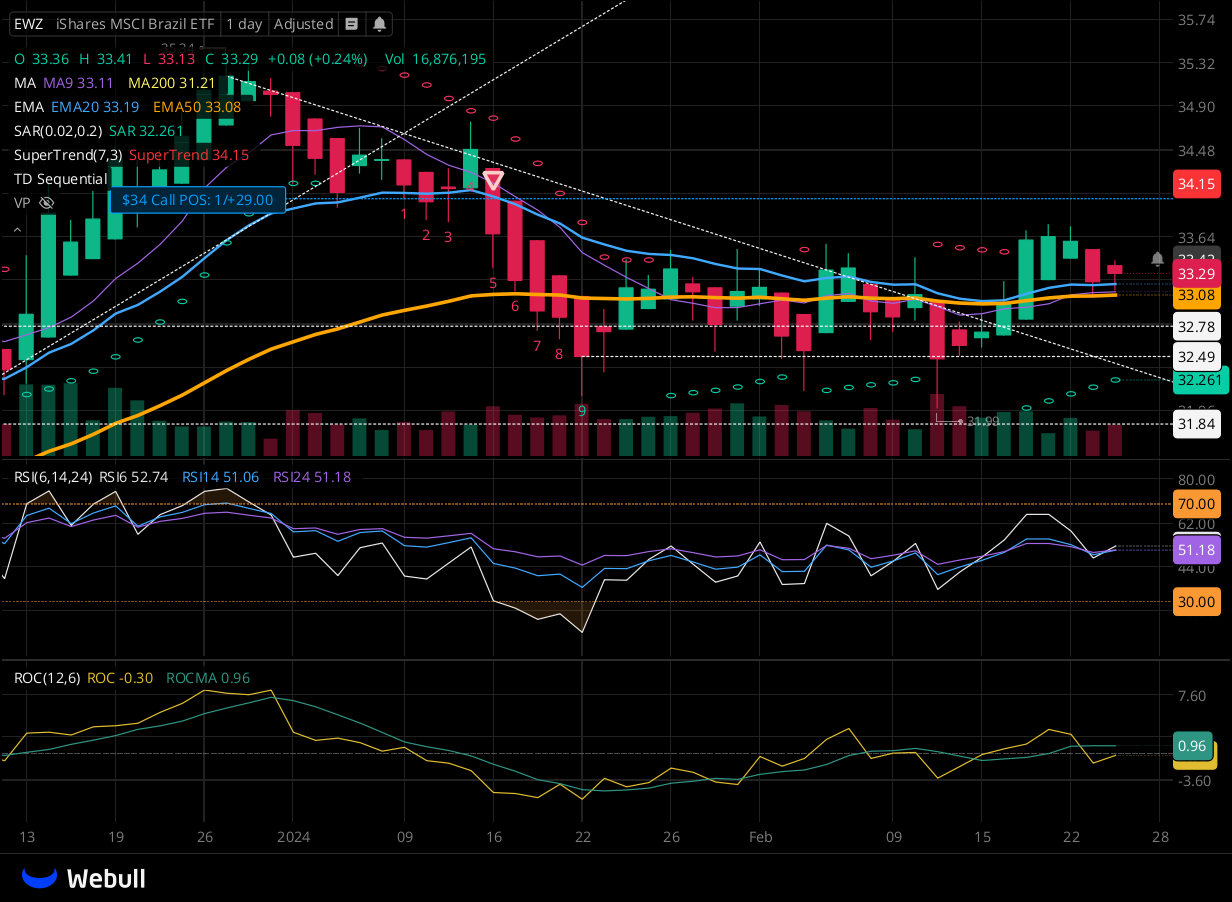 EWZ iShares MSCI Brazil ETF 1 day Adjusted
35.74
O 33.36 H 33.41 L 33.13 C 33.29 +0.08 (+0.24%) Vol 16,876,195
35.32
MA MA9 33.11 MA200 31.21
EMA EMA20 33.19 EMA50 33.08
34.90
SAR(0.02,0.2) SAR 32.261
SuperTrend(7,3) SuperTrend 34.15
34.48
TD Sequential
34.15
$34 Call POS: 1/+29.00
VP
1
2 3
33.64
33.29
5
33.08
6
32.78
7 8
32.49
32.261
9
31.99
31.84
RSI(6,14,24) RSI6 52.74 RSI14 51.06 RSI24 51.18
80.00
70.00
62.00
51.18
44.00
30.00
ROC(12,6) ROC -0.30 ROCMA 0.96
7.60
0.96
-3.60
13 19 26 2024 09 16 22 26 Feb 09 15 22 28
Webull